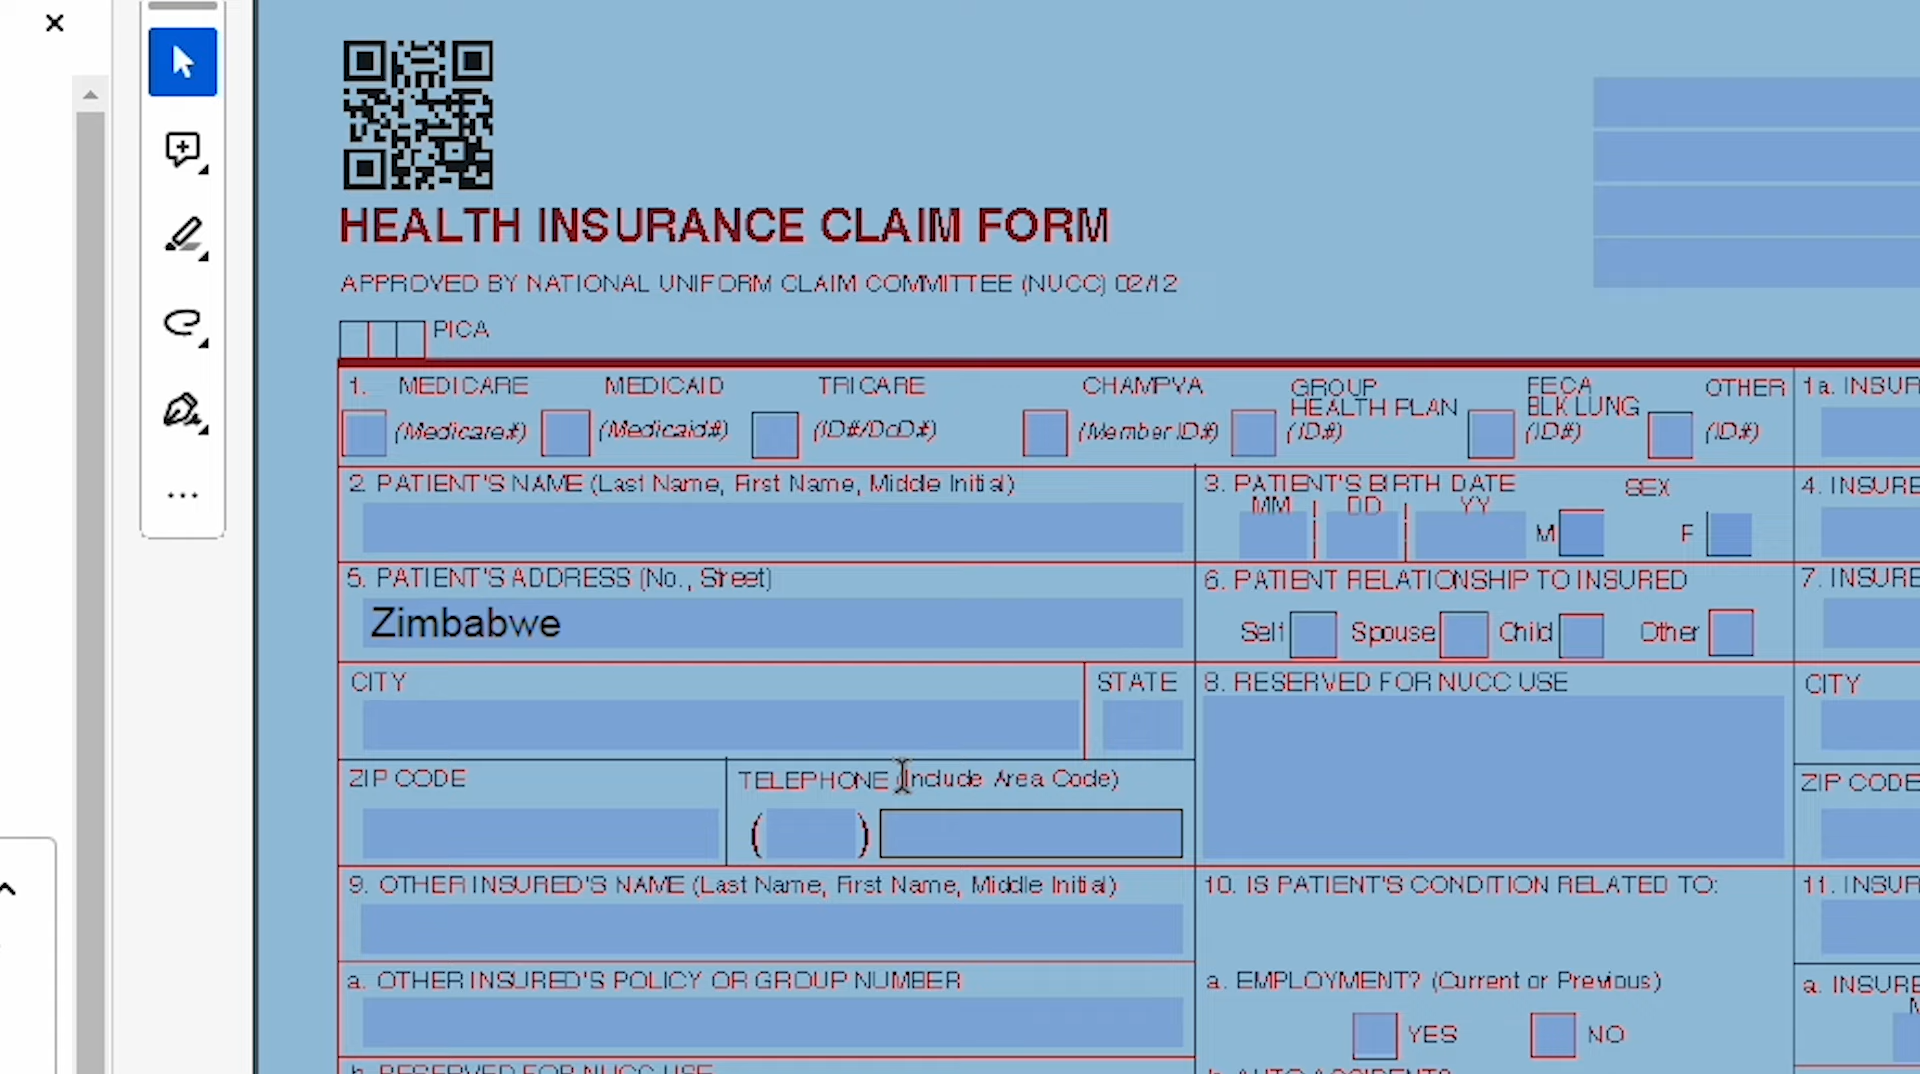 HEALTH INSURANCE CLAIM FORM
APPROVED BY NATIONAL UNIFORM CLAIM COMMITTEE (NUCC) 02/12
PICA
1. MEDICARE MEDICAID TRICARE CHAMPVA GROUP HEALTH PLAN FECA BLK LUNG OTHER 1a. INSUR
(Medicare#) (Medicaid#) (ID#/DoD#) (Member ID#) (ID#) (ID#) (ID#)
2. PATIENT'S NAME (Last Name, First Name, Middle Initial) 3. PATIENT'S BIRTH DATE SEX 4. INSURE
MM DD YY
M F
5. PATIENT'S ADDRESS (No., Street) 6. PATIENT RELATIONSHIP TO INSURED 7. INSURE
Zimbabwe
Self Spouse Child Other
CITY STATE 8. RESERVED FOR NUCC USE CITY
ZIP CODE TELEPHONE (Include Area Code) ZIP CODE
( )
9. OTHER INSURED'S NAME (Last Name, First Name, Middle Initial) 10. IS PATIENT'S CONDITION RELATED TO: 11. INSUR
a. OTHER INSURED'S POLICY OR GROUP NUMBER a. EMPLOYMENT? (Current or Previous) a. INSURE
YES NO
b. RESERVED FOR NUCC USE b. AUTO ACCIDENT?